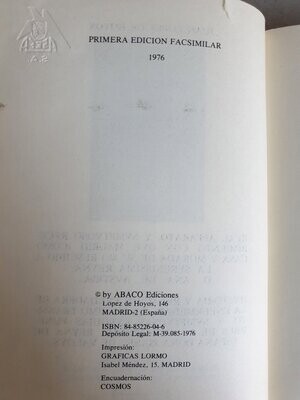 PRIMERA EDICION FACSIMILAR
1976
© by ABACO Ediciones
Lopez de Hoyos, 146
MADRID-2 (España)
ISBN: 84-85226-04-6
Depósito Legal: M-39.085-1976
Impresión:
GRAFICAS LORMO
Isabel Méndez, 15. MADRID
Encuadernación:
COSMOS